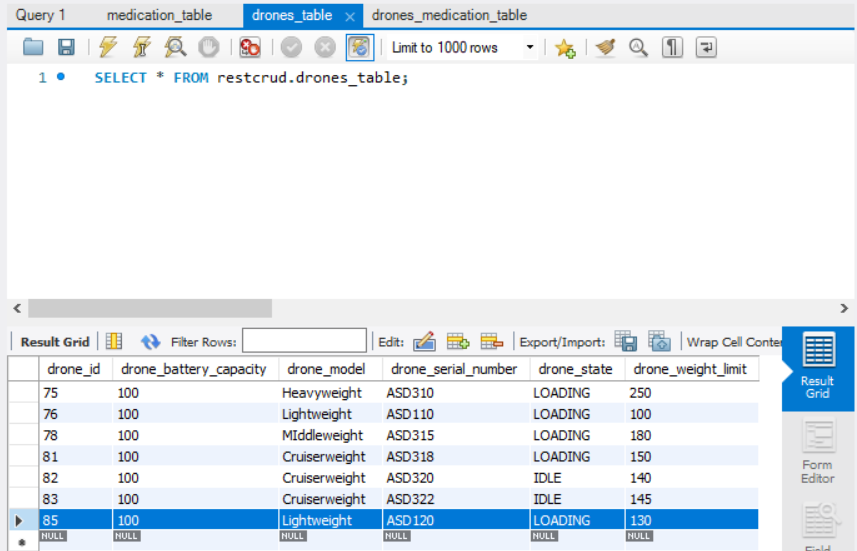 Query 1 medication_table drones_table drones_medication_table
Limit to 1000 rows
1 SELECT * FROM restcrud.drones_table;
Result Grid Filter Rows: Edit: Export/Import: Wrap Cell Conten
drone_id drone_battery_capacity drone_model drone_serial_number drone_state drone_weight_limit
75 100 Heavyweight ASD310 LOADING 250
76 100 Lightweight ASD110 LOADING 100
78 100 MIddleweight ASD315 LOADING 180
81 100 Cruiserweight ASD318 LOADING 150
82 100 Cruiserweight ASD320 IDLE 140
83 100 Cruiserweight ASD322 IDLE 145
85 100 Lightweight ASD120 LOADING 130
NULL NULL NULL NULL NULL NULL
Result
Grid
Form
Editor
Field